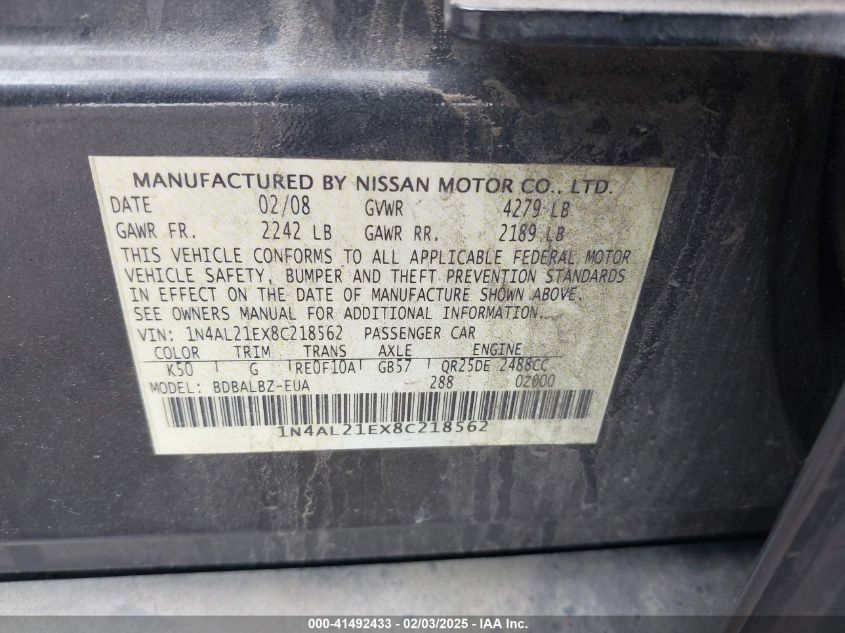 MANUFACTURED BY NISSAN MOTOR CO., LTD.
DATE 02/08 GVWR 4279 LB
GAWR FR. 2242 LB GAWR RR. 2189 LB
THIS VEHICLE CONFORMS TO ALL APPLICABLE FEDERAL MOTOR
VEHICLE SAFETY, BUMPER AND THEFT PREVENTION STANDARDS
IN EFFECT ON THE DATE OF MANUFACTURE SHOWN ABOVE.
SEE OWNERS MANUAL FOR ADDITIONAL INFORMATION.
VIN: 1N4AL21EX8C218562 PASSENGER CAR
COLOR TRIM TRANS AXLE ENGINE
K50 G RE0F10A GB57 QR25DE 2488CC
MODEL: BDBALBZ-EUA 288 0Z000
1N4AL21EX8C218562
000-41492433 - 02/03/2025 - IAA, Inc.